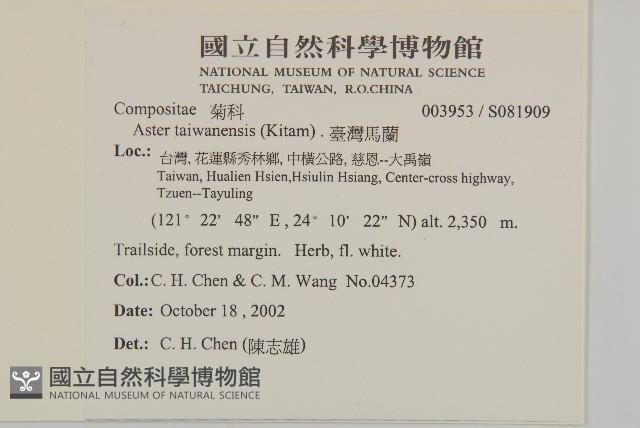 國立自然科學博物館
NATIONAL MUSEUM OF NATURAL SCIENCE
TAICHUNG, TAIWAN, R.O.CHINA
Compositae 菊科 003953 / S081909
Aster taiwanensis (Kitam) . 臺灣馬蘭
Loc.: 台灣, 花蓮縣秀林鄉, 中橫公路, 慈恩--大禹嶺
Taiwan, Hualien Hsien,Hsiulin Hsiang, Center-cross highway,
Tzuen--Tayuling
(121° 22' 48" E , 24° 10' 22" N) alt. 2,350 m.
Trailside, forest margin. Herb, fl. white.
Col.: C. H. Chen & C. M. Wang No.04373
Date: October 18 , 2002
Det.: C. H. Chen (陳志雄)
國立自然科學博物館
NATIONAL MUSEUM OF NATURAL SCIENCE